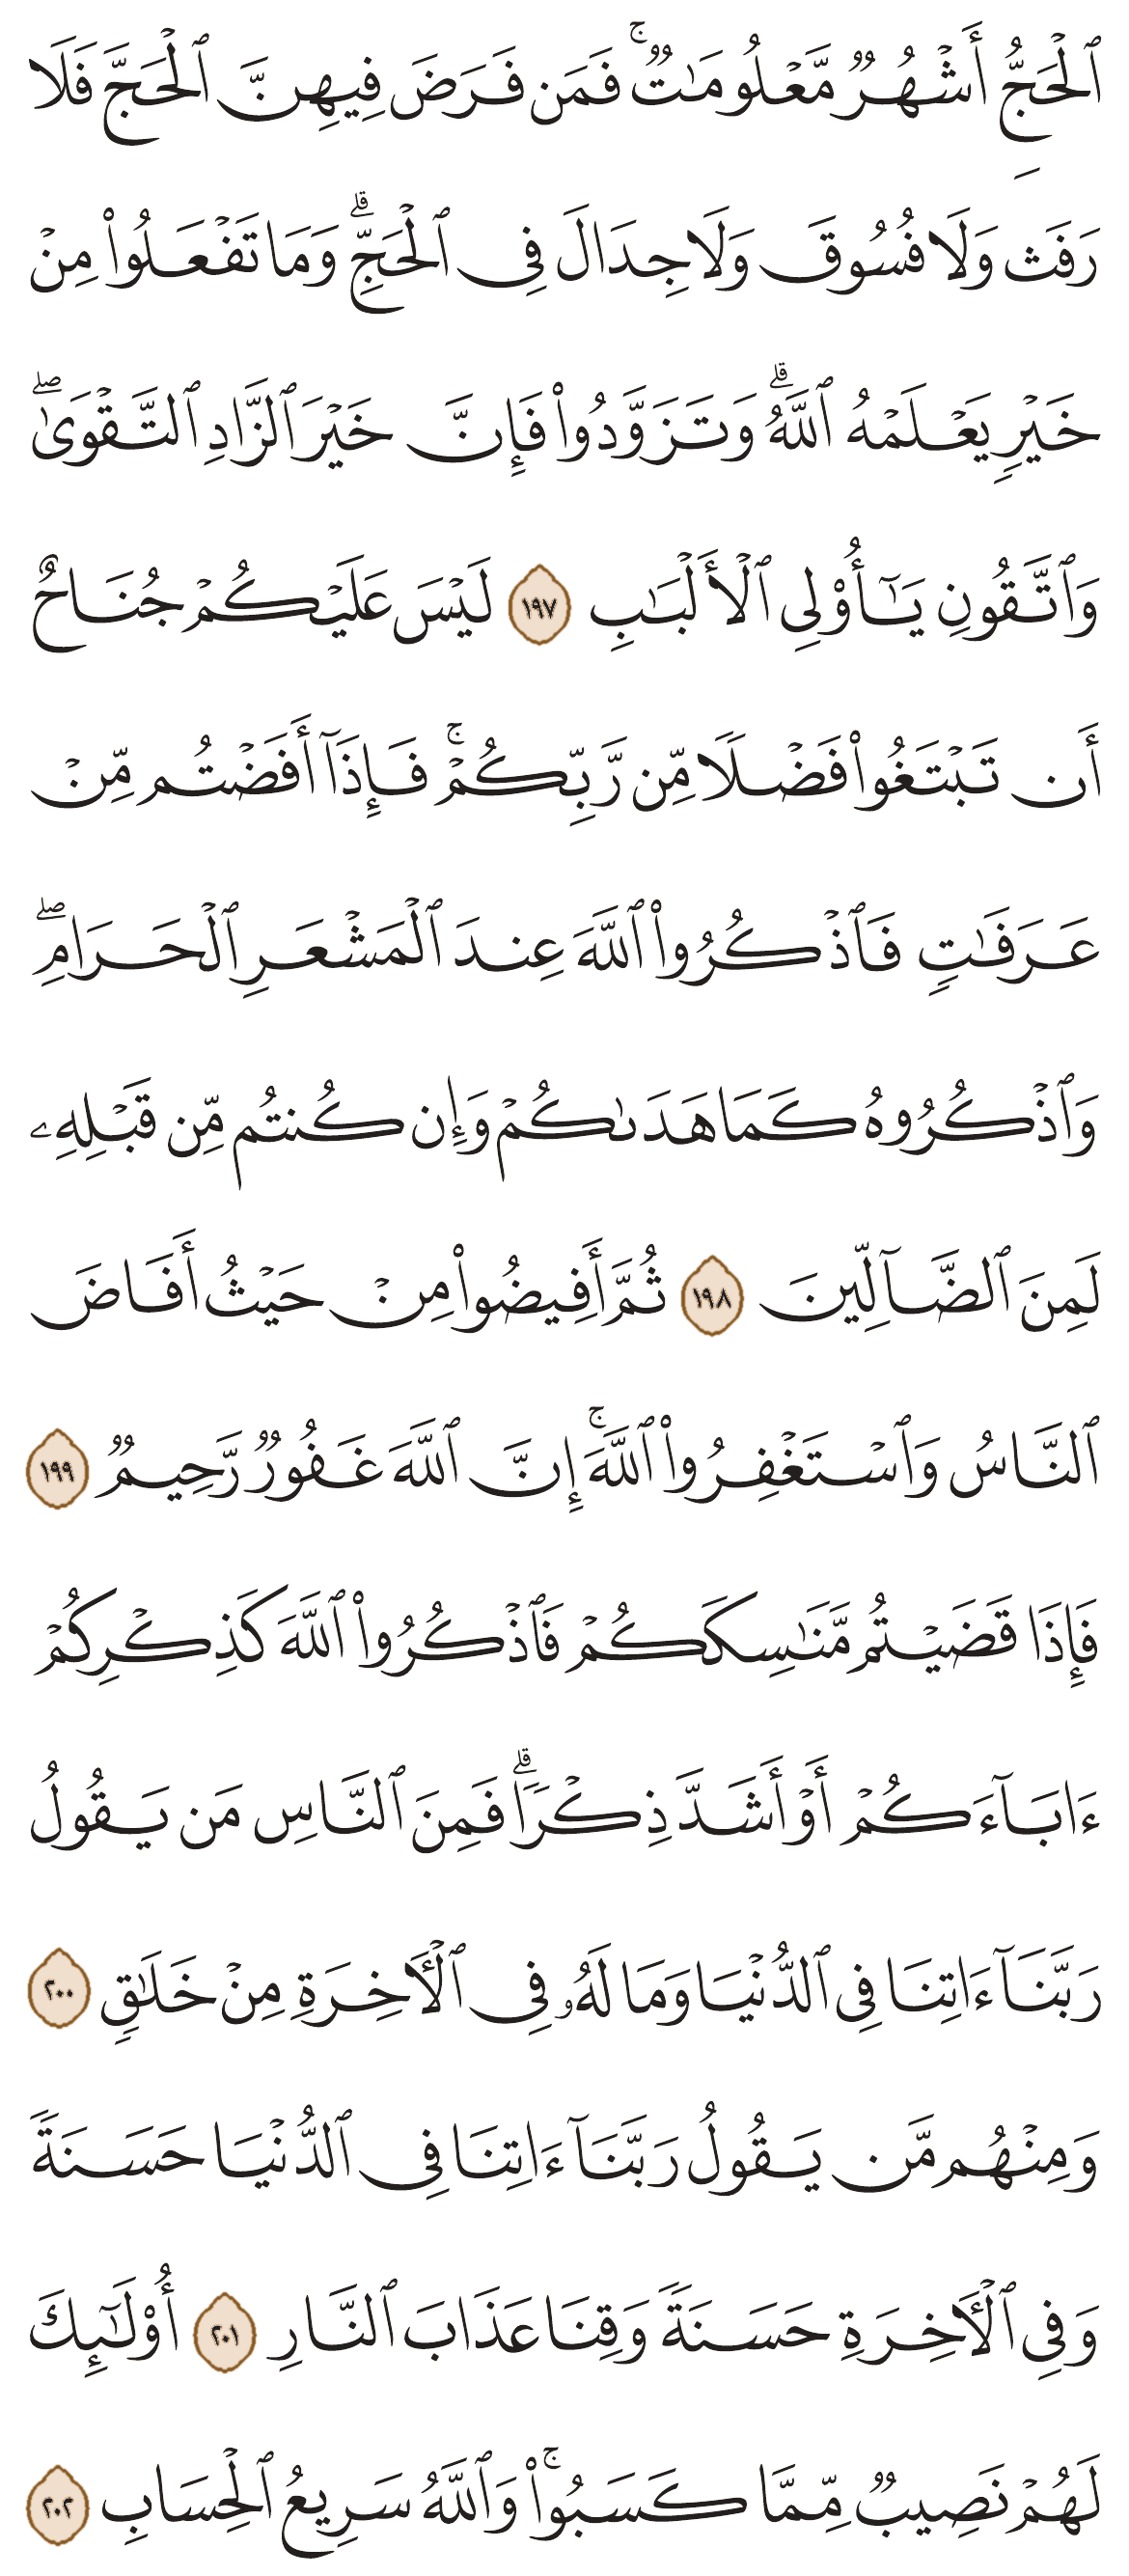 ٱلْحَجُّ أَشْهُرٌ مَّعْلُومَٰتٌ ۚ فَمَن فَرَضَ فِيهِنَّ ٱلْحَجَّ فَلَا
رَفَثَ وَلَا فُسُوقَ وَلَا جِدَالَ فِى ٱلْحَجِّ ۗ وَمَا تَفْعَلُوا۟ مِنْ
خَيْرٍ يَعْلَمْهُ ٱللَّهُ ۗ وَتَزَوَّدُوا۟ فَإِنَّ خَيْرَ ٱلزَّادِ ٱلتَّقْوَىٰ ۖ
وَٱتَّقُونِ يَٰٓأُو۟لِى ٱلْأَلْبَٰبِ ١٩٧ لَيْسَ عَلَيْكُمْ جُنَاحٌ
أَن تَبْتَغُوا۟ فَضْلًا مِّن رَّبِّكُمْ ۚ فَإِذَآ أَفَضْتُم مِّنْ
عَرَفَٰتٍ فَٱذْكُرُوا۟ ٱللَّهَ عِندَ ٱلْمَشْعَرِ ٱلْحَرَامِ ۖ
وَٱذْكُرُوهُ كَمَا هَدَىٰكُمْ وَإِن كُنتُم مِّن قَبْلِهِۦ
لَمِنَ ٱلضَّآلِّينَ ١٩٨ ثُمَّ أَفِيضُوا۟ مِنْ حَيْثُ أَفَاضَ
ٱلنَّاسُ وَٱسْتَغْفِرُوا۟ ٱللَّهَ ۚ إِنَّ ٱللَّهَ غَفُورٌ رَّحِيمٌ ١٩٩
فَإِذَا قَضَيْتُم مَّنَٰسِكَكُمْ فَٱذْكُرُوا۟ ٱللَّهَ كَذِكْرِكُمْ
ءَابَآءَكُمْ أَوْ أَشَدَّ ذِكْرًا ۗ فَمِنَ ٱلنَّاسِ مَن يَقُولُ
رَبَّنَآ ءَاتِنَا فِى ٱلدُّنْيَا وَمَا لَهُۥ فِى ٱلْـَٔاخِرَةِ مِنْ خَلَٰقٍ ٢٠٠
وَمِنْهُم مَّن يَقُولُ رَبَّنَآ ءَاتِنَا فِى ٱلدُّنْيَا حَسَنَةً
وَفِى ٱلْـَٔاخِرَةِ حَسَنَةً وَقِنَا عَذَابَ ٱلنَّارِ ٢٠١ أُو۟لَٰٓئِكَ
لَهُمْ نَصِيبٌ مِّمَّا كَسَبُوا۟ ۚ وَٱللَّهُ سَرِيعُ ٱلْحِسَابِ ٢٠٢